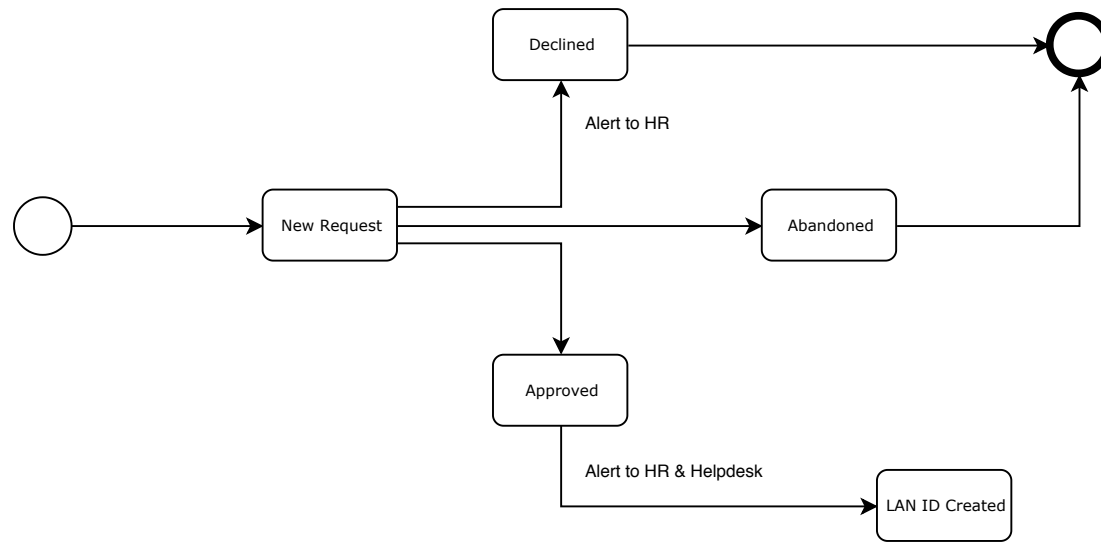 Declined
Alert to HR
New Request
Abandoned
Approved
Alert to HR & Helpdesk
LAN ID Created